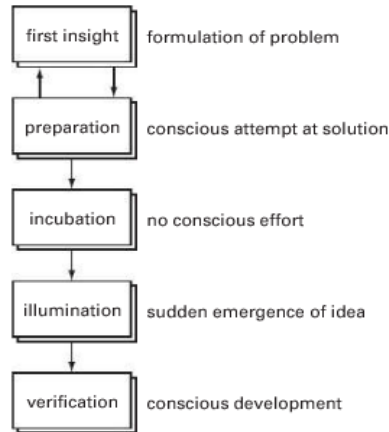 first insight formulation of problem
preparation conscious attempt at solution
incubation no conscious effort
illumination sudden emergence of idea
verification conscious development